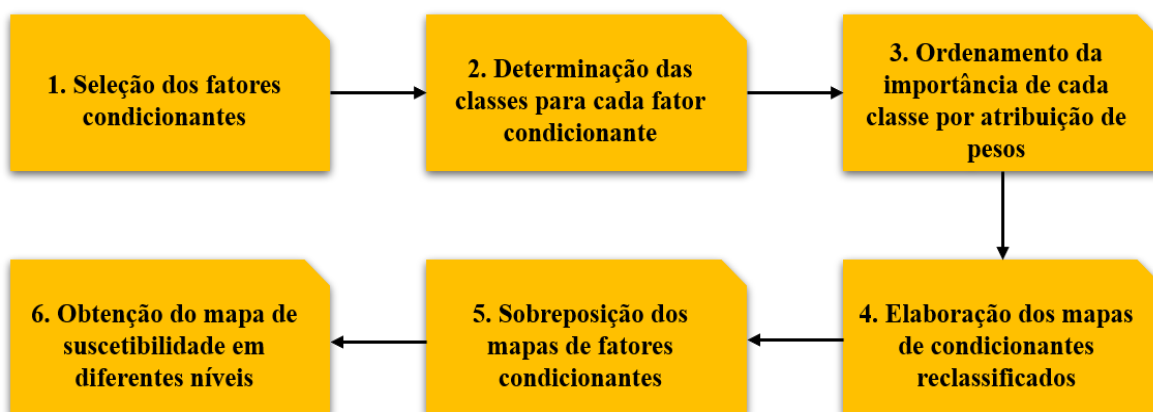 1. Seleção dos fatores
condicionantes
2. Determinação das
classes para cada fator
condicionante
3. Ordenamento da
importância de cada
classe por atribuição de
pesos
4. Elaboração dos mapas
de condicionantes
reclassificados
5. Sobreposição dos
mapas de fatores
condicionantes
6. Obtenção do mapa de
suscetibilidade em
diferentes níveis